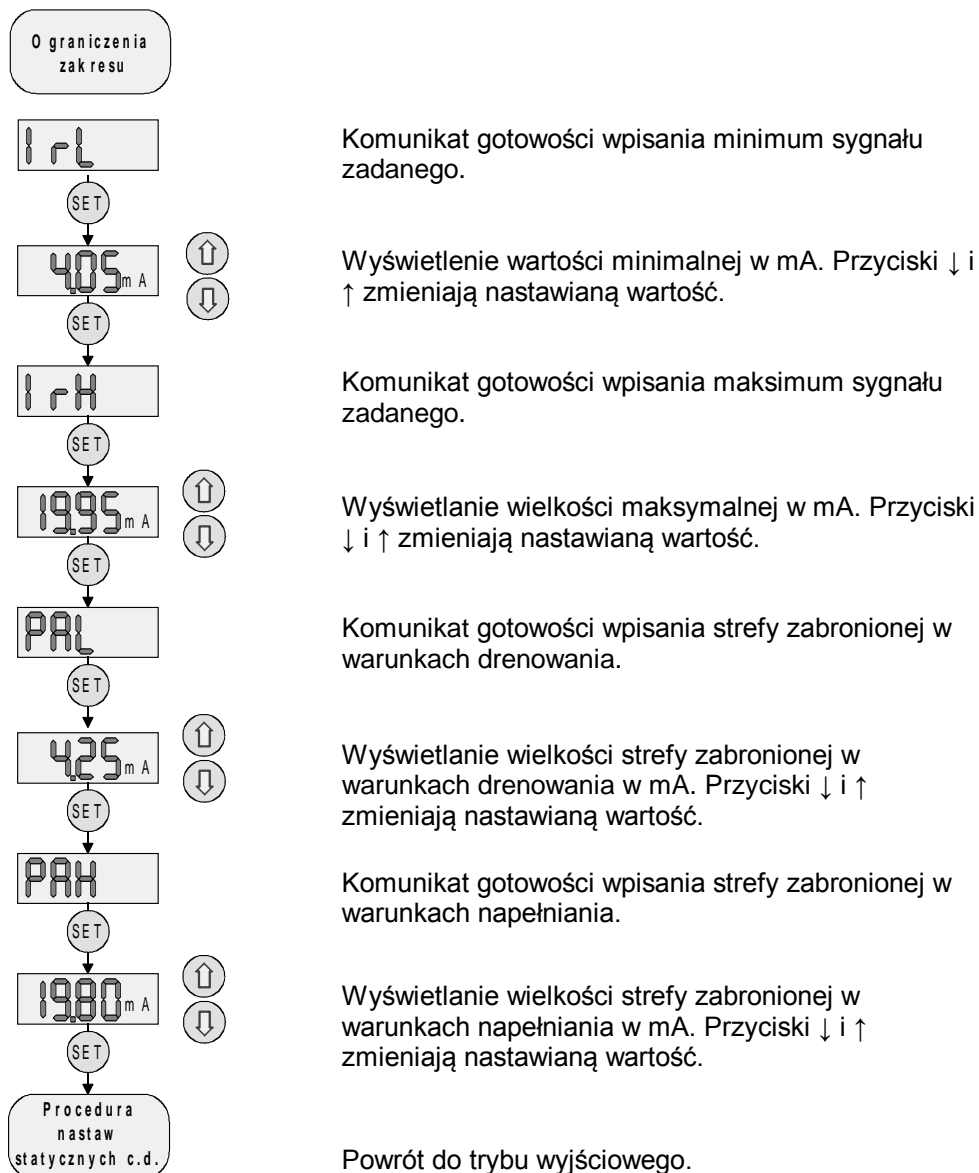 Ograniczenia
zakresu
IrL
Komunikat gotowości wpisania minimum sygnału
zadanego.
SET
4.05 mA
Wyświetlenie wartości minimalnej w mA. Przyciski ↓ i
↑ zmieniają nastawianą wartość.
SET
IrH
Komunikat gotowości wpisania maksimum sygnału
zadanego.
SET
19.95 mA
Wyświetlanie wielkości maksymalnej w mA. Przyciski
↓ i ↑ zmieniają nastawianą wartość.
SET
PAL
Komunikat gotowości wpisania strefy zabronionej w
warunkach drenowania.
SET
4.25 mA
Wyświetlanie wielkości strefy zabronionej w
warunkach drenowania w mA. Przyciski ↓ i ↑
zmieniają nastawianą wartość.
SET
PAH
Komunikat gotowości wpisania strefy zabronionej w
warunkach napełniania.
SET
19.80 mA
Wyświetlanie wielkości strefy zabronionej w
warunkach napełniania w mA. Przyciski ↓ i ↑
zmieniają nastawianą wartość.
SET
Procedura
nastaw
statycznych c.d.
Powrót do trybu wyjściowego.